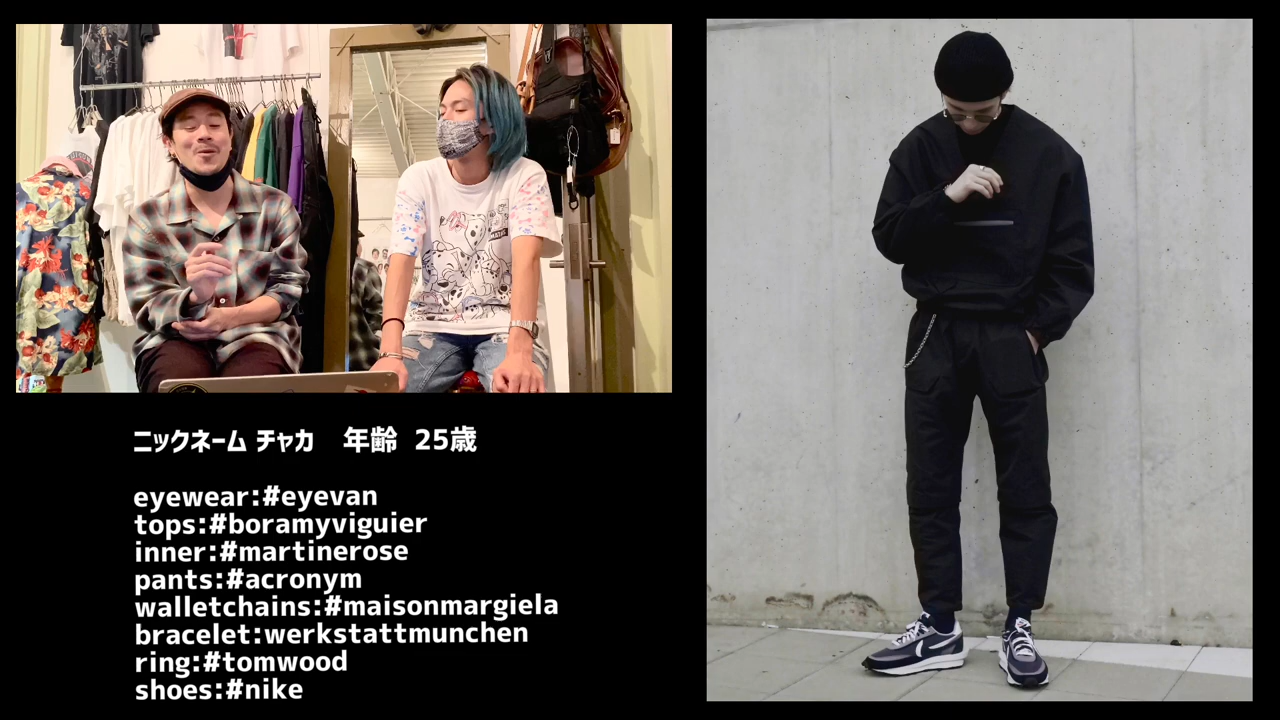 ニックネーム チャカ 年齢 25歳
eyewear:#eyevan
tops:#boramyviguier
inner:#martinerose
pants:#acronym
walletchains:#maisonmargiela
bracelet:werkstattmunchen
ring:#tomwood
shoes:#nike